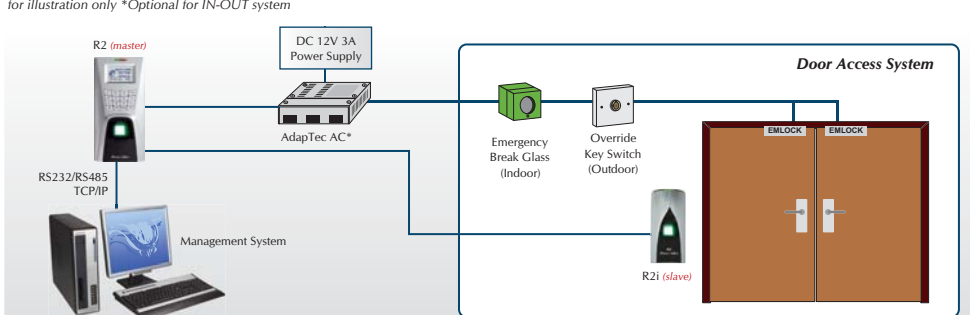 for illustration only *Optional for IN-OUT system
R2 (master)
DC 12V 3A
Power Supply
Door Access System
AdapTec AC*
Emergency
Break Glass
(Indoor)
Override
Key Switch
(Outdoor)
EMLOCK
EMLOCK
RS232/RS485
TCP/IP
Management System
R2i (slave)